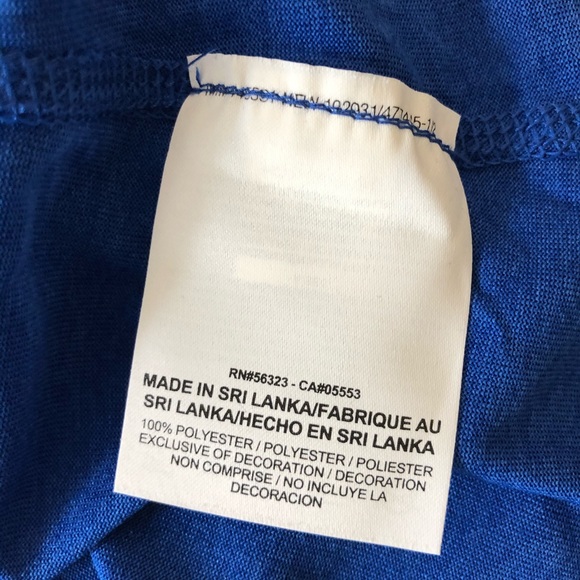 RN#56323 - CA#05553
MADE IN SRI LANKA/FABRIQUE AU
SRI LANKA/HECHO EN SRI LANKA
100% POLYESTER / POLYESTER / POLIESTER
EXCLUSIVE OF DECORATION / DECORATION
NON COMPRISE / NO INCLUYE LA
DECORACION